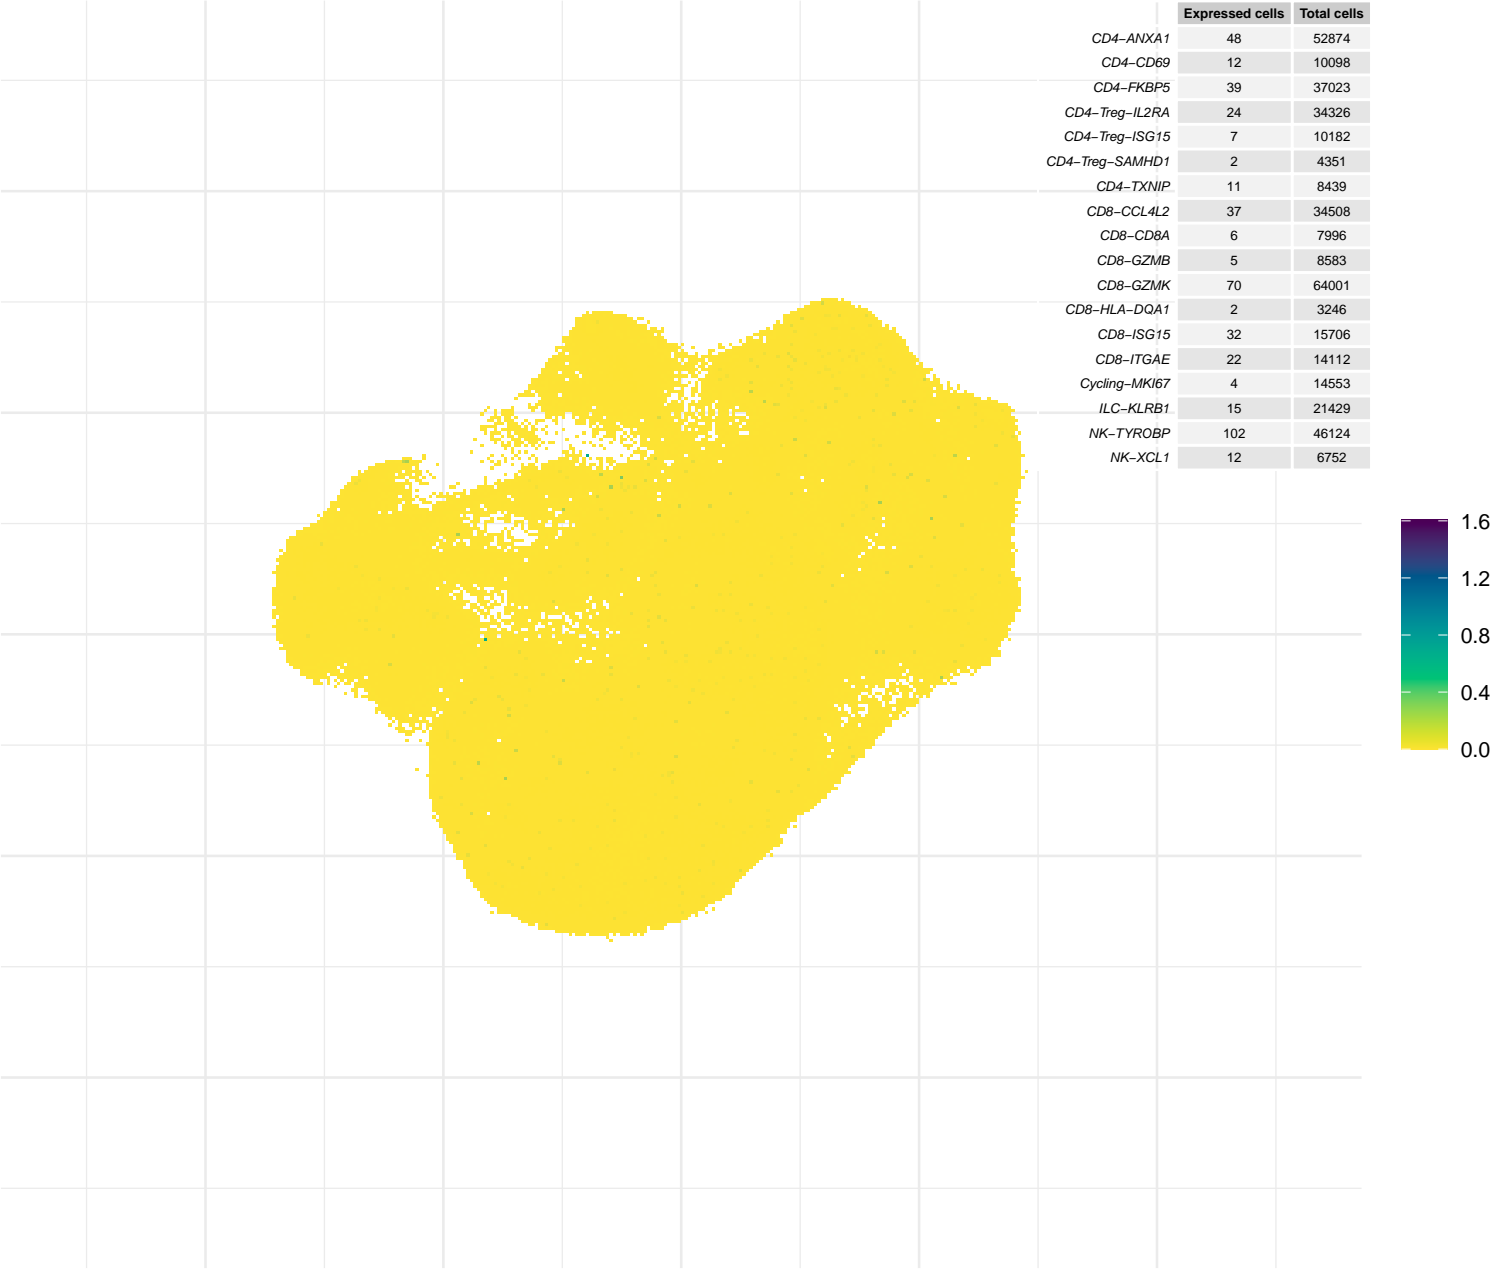 Expressed cells Total cells
CD4−ANXA1 48 52874
CD4−CD69 12 10098
CD4−FKBP5 39 37023
CD4−Treg−IL2RA 24 34326
CD4−Treg−ISG15 7 10182
CD4−Treg−SAMHD1 2 4351
CD4−TXNIP 11 8439
CD8−CCL4L2 37 34508
CD8−CD8A 6 7996
CD8−GZMB 5 8583
CD8−GZMK 70 64001
CD8−HLA−DQA1 2 3246
CD8−ISG15 32 15706
CD8−ITGAE 22 14112
Cycling−MKI67 4 14553
ILC−KLRB1 15 21429
NK−TYROBP 102 46124
NK−XCL1 12 6752
1.6
1.2
0.8
0.4
0.0